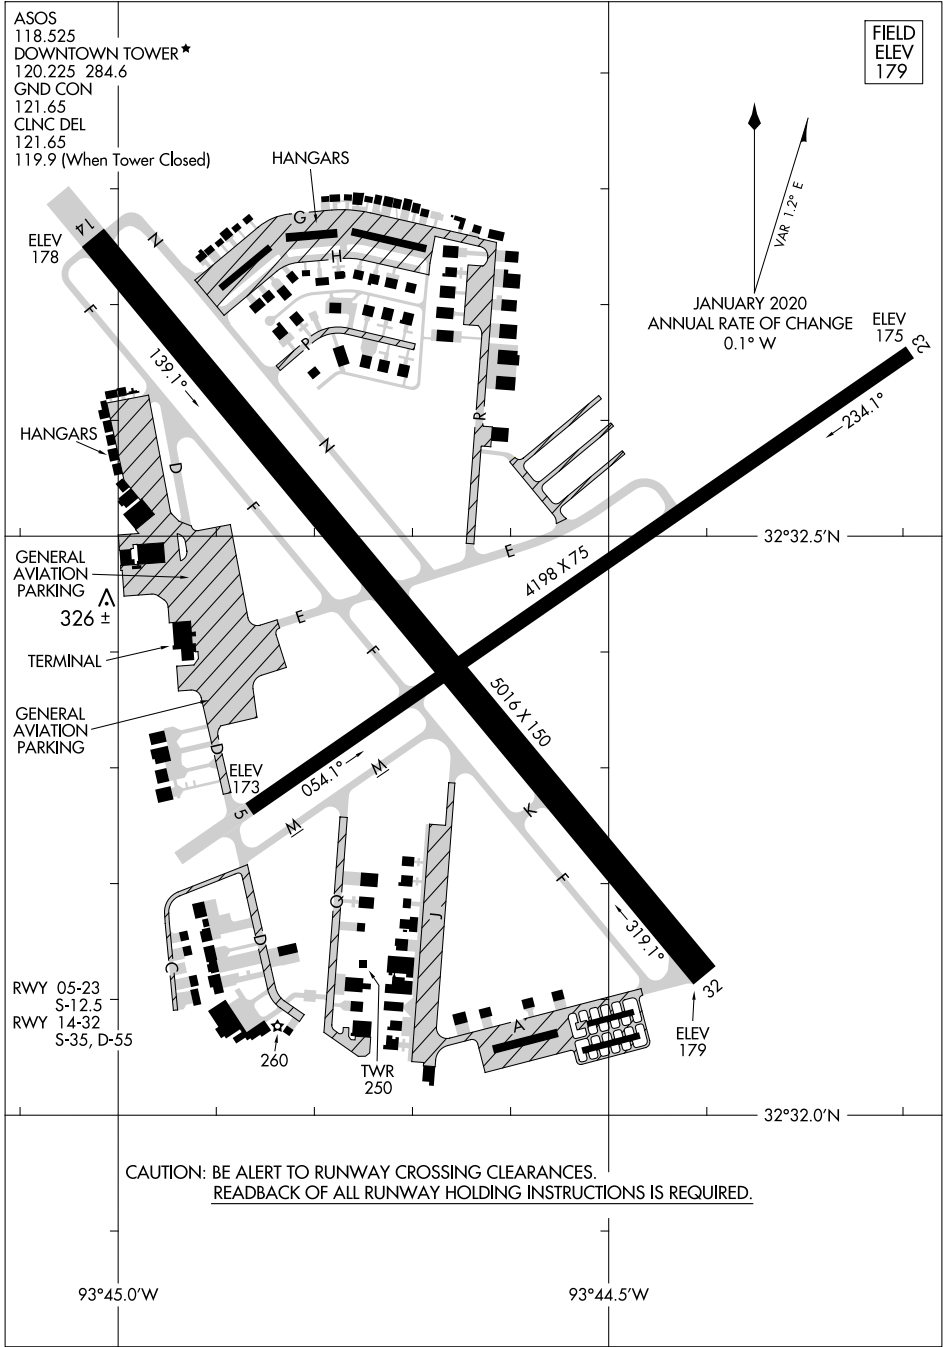 ASOS
118.525
DOWNTOWN TOWER★
120.225 284.6
GND CON
121.65
CLNC DEL
121.65
119.9 (When Tower Closed)
FIELD
ELEV
179
HANGARS
VAR 1.2° E
JANUARY 2020
ANNUAL RATE OF CHANGE
0.1° W
ELEV
178
14
N
G
H
F
P
R
ELEV
175
23
139.1°
234.1°
HANGARS
D
N
F
D
E
32°32.5'N
4198 X 75
GENERAL
AVIATION
PARKING
326 ±
E
F
TERMINAL
5016 X 150
GENERAL
AVIATION
PARKING
D
ELEV
173
5
054.1°
M
M
K
F
Q
J
C
D
319.1°
32
ELEV
179
RWY 05-23
S-12.5
RWY 14-32
S-35, D-55
A
260
TWR
250
32°32.0'N
CAUTION: BE ALERT TO RUNWAY CROSSING CLEARANCES.
READBACK OF ALL RUNWAY HOLDING INSTRUCTIONS IS REQUIRED.
93°45.0'W
93°44.5'W